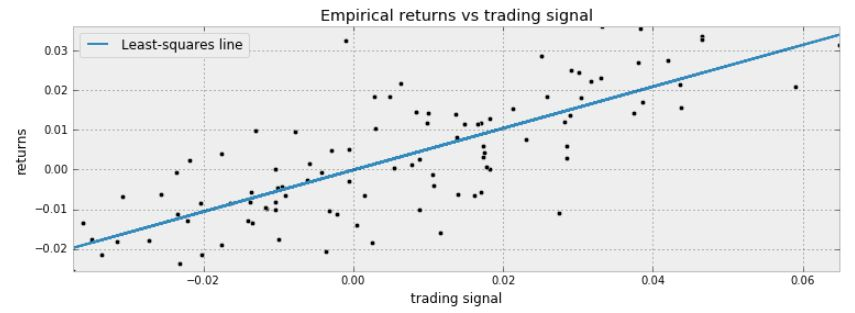 Empirical returns vs trading signal
Least-squares line
returns
0.03
0.02
0.01
0.00
−0.01
−0.02
−0.02
0.00
0.02
0.04
0.06
trading signal